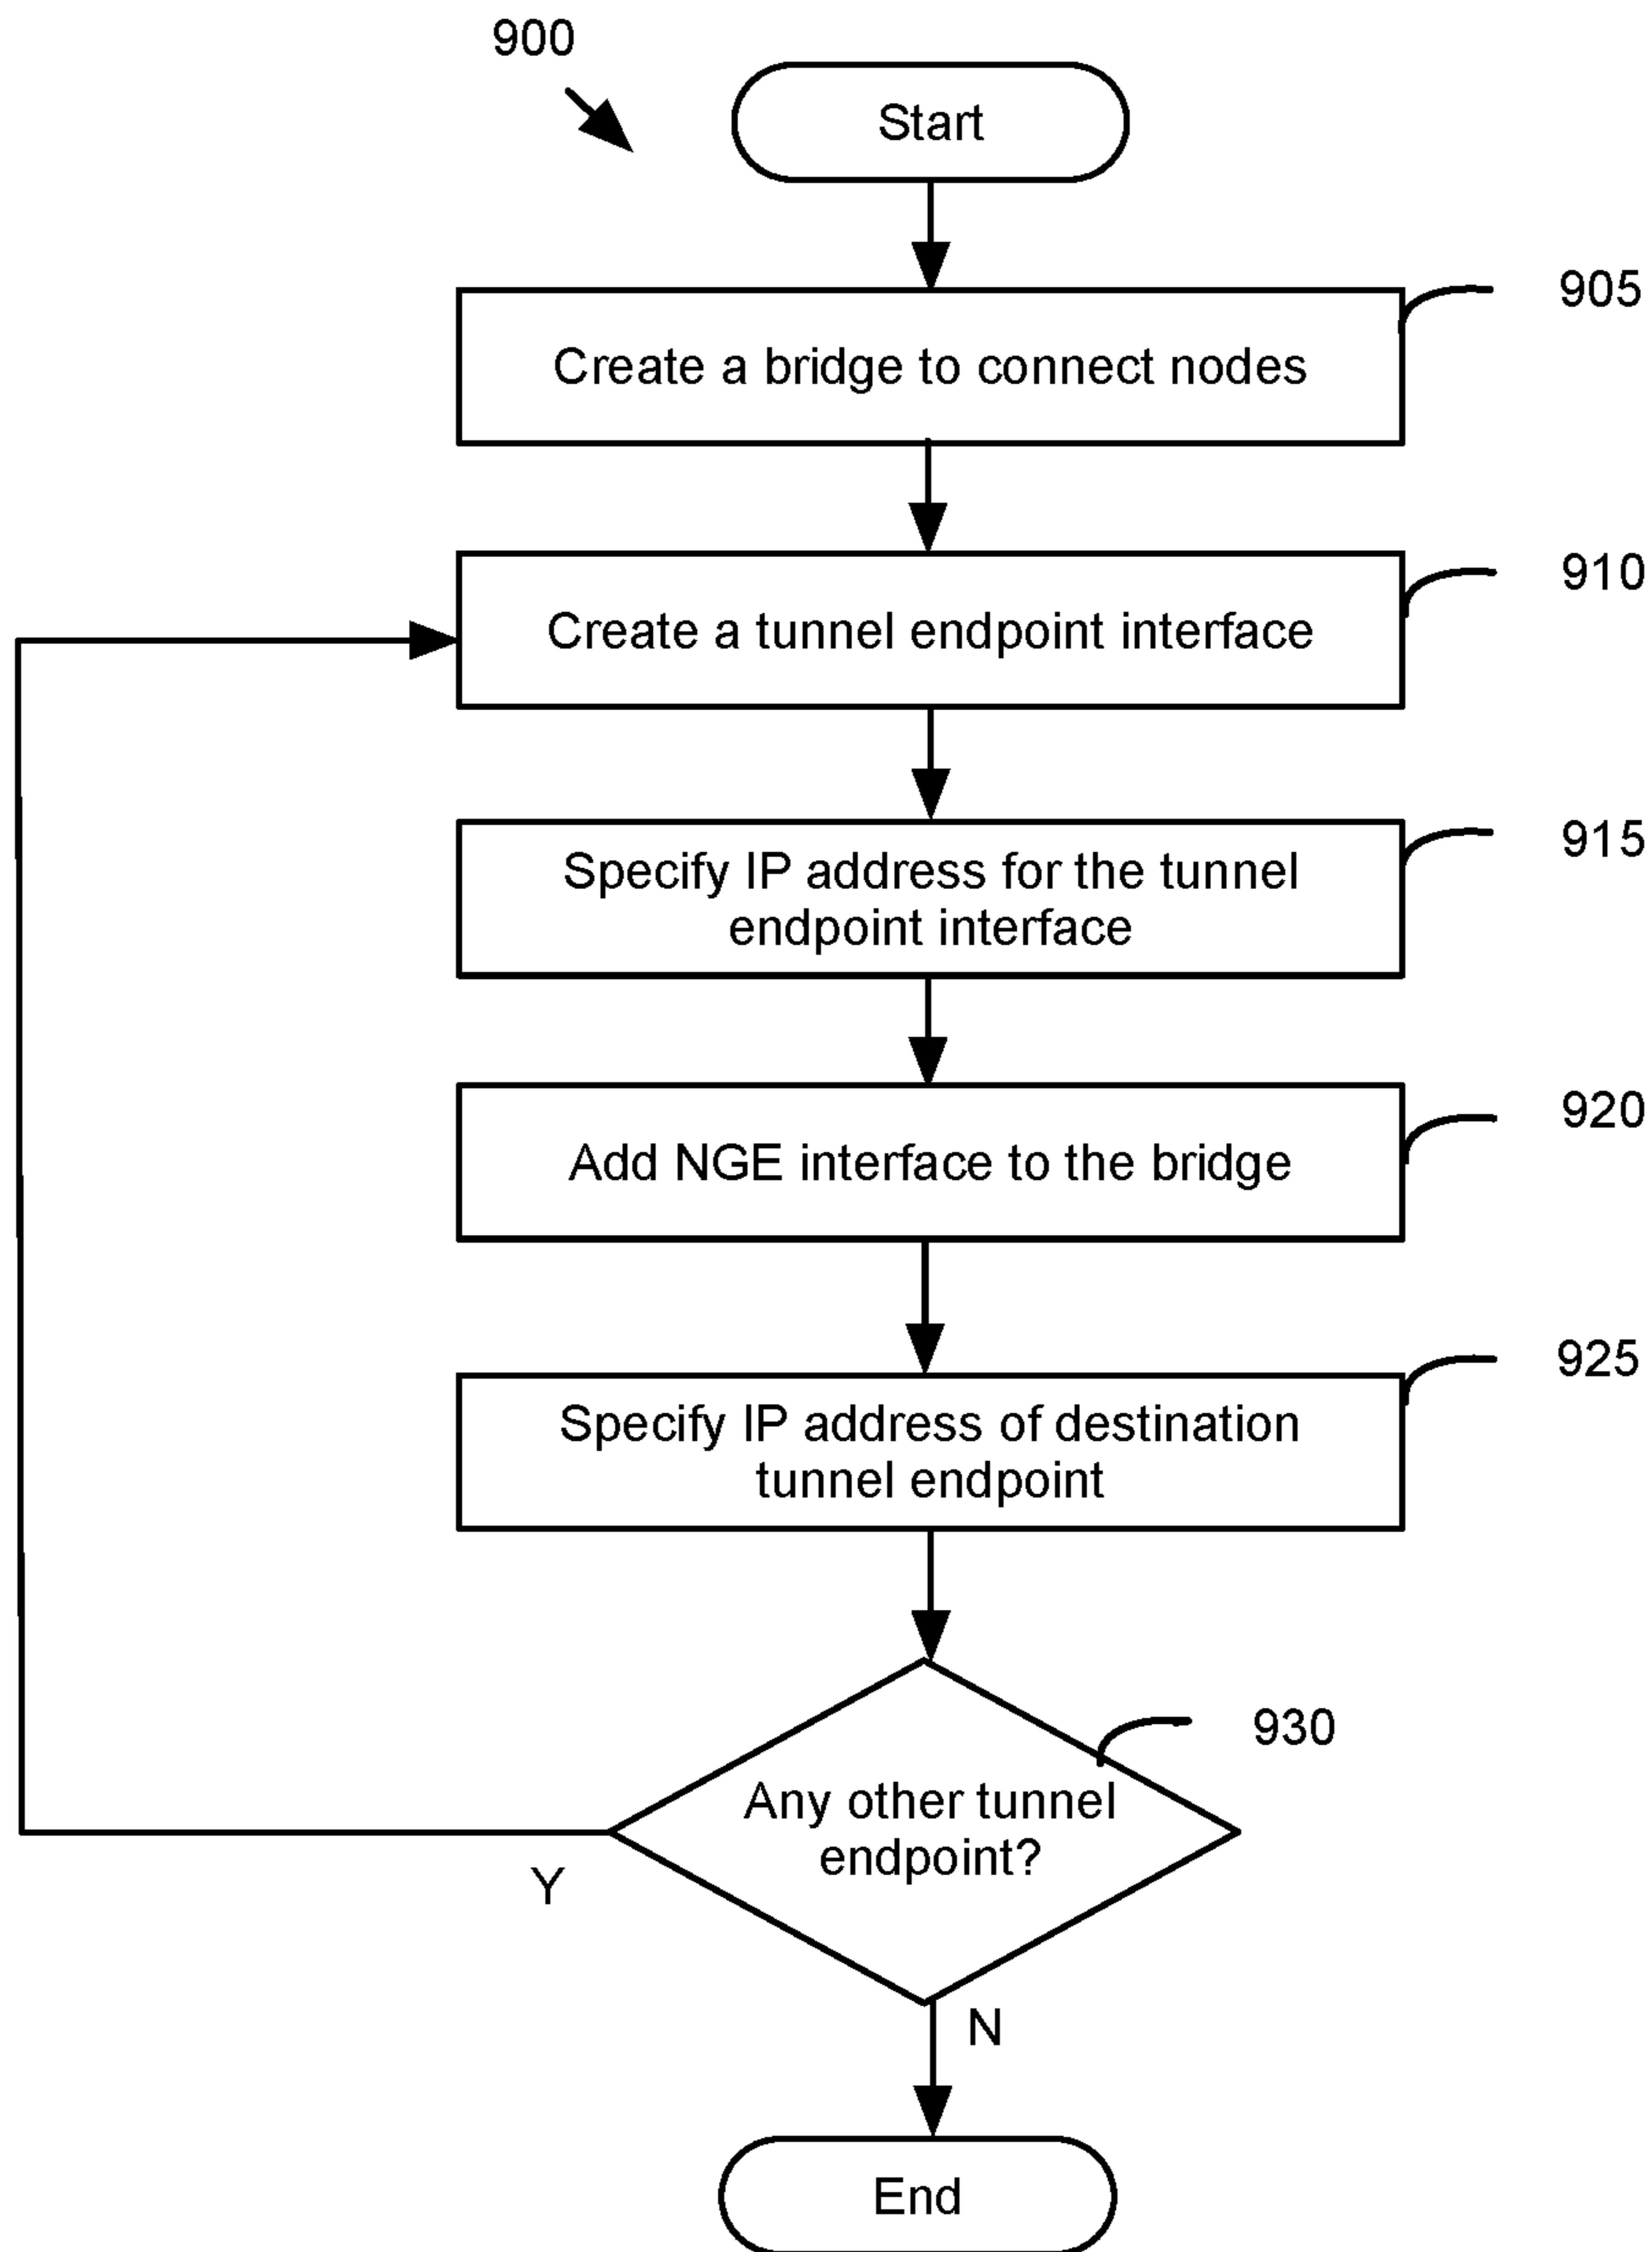 900
Start
905
Create a bridge to connect nodes
910
Create a tunnel endpoint interface
915
Specify IP address for the tunnel
endpoint interface
920
Add NGE interface to the bridge
925
Specify IP address of destination
tunnel endpoint
930
Any other tunnel
endpoint?
Y
N
End